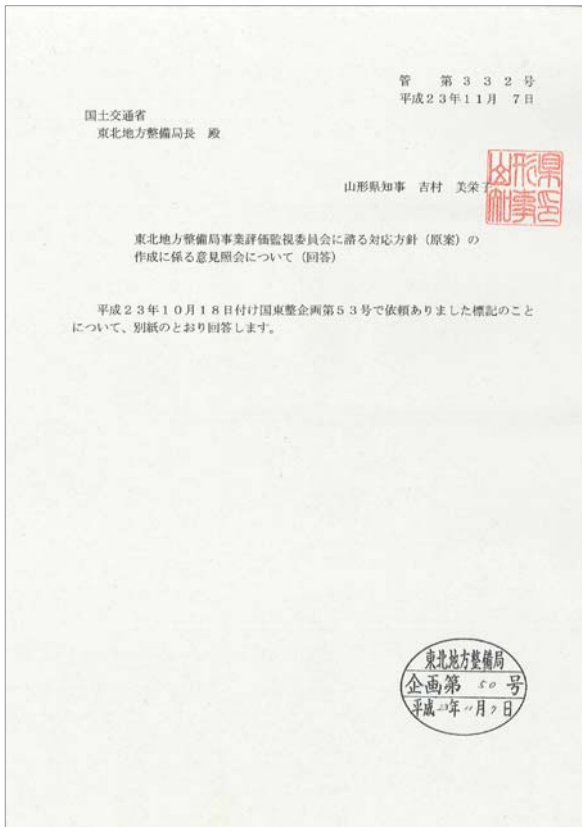 管 第３３２号
平成２３年１１月 ７日
国土交通省
東北地方整備局長 殿
山形県知事 吉村 美栄子
山形県知事印
東北地方整備局事業評価監視委員会に諮る対応方針（原案）の
作成に係る意見照会について（回答）
平成２３年１０月１８日付け国東整企画第５３号で依頼ありました標記のこと
について、別紙のとおり回答します。
東北地方整備局
企画第 50 号
平成23年11月7日